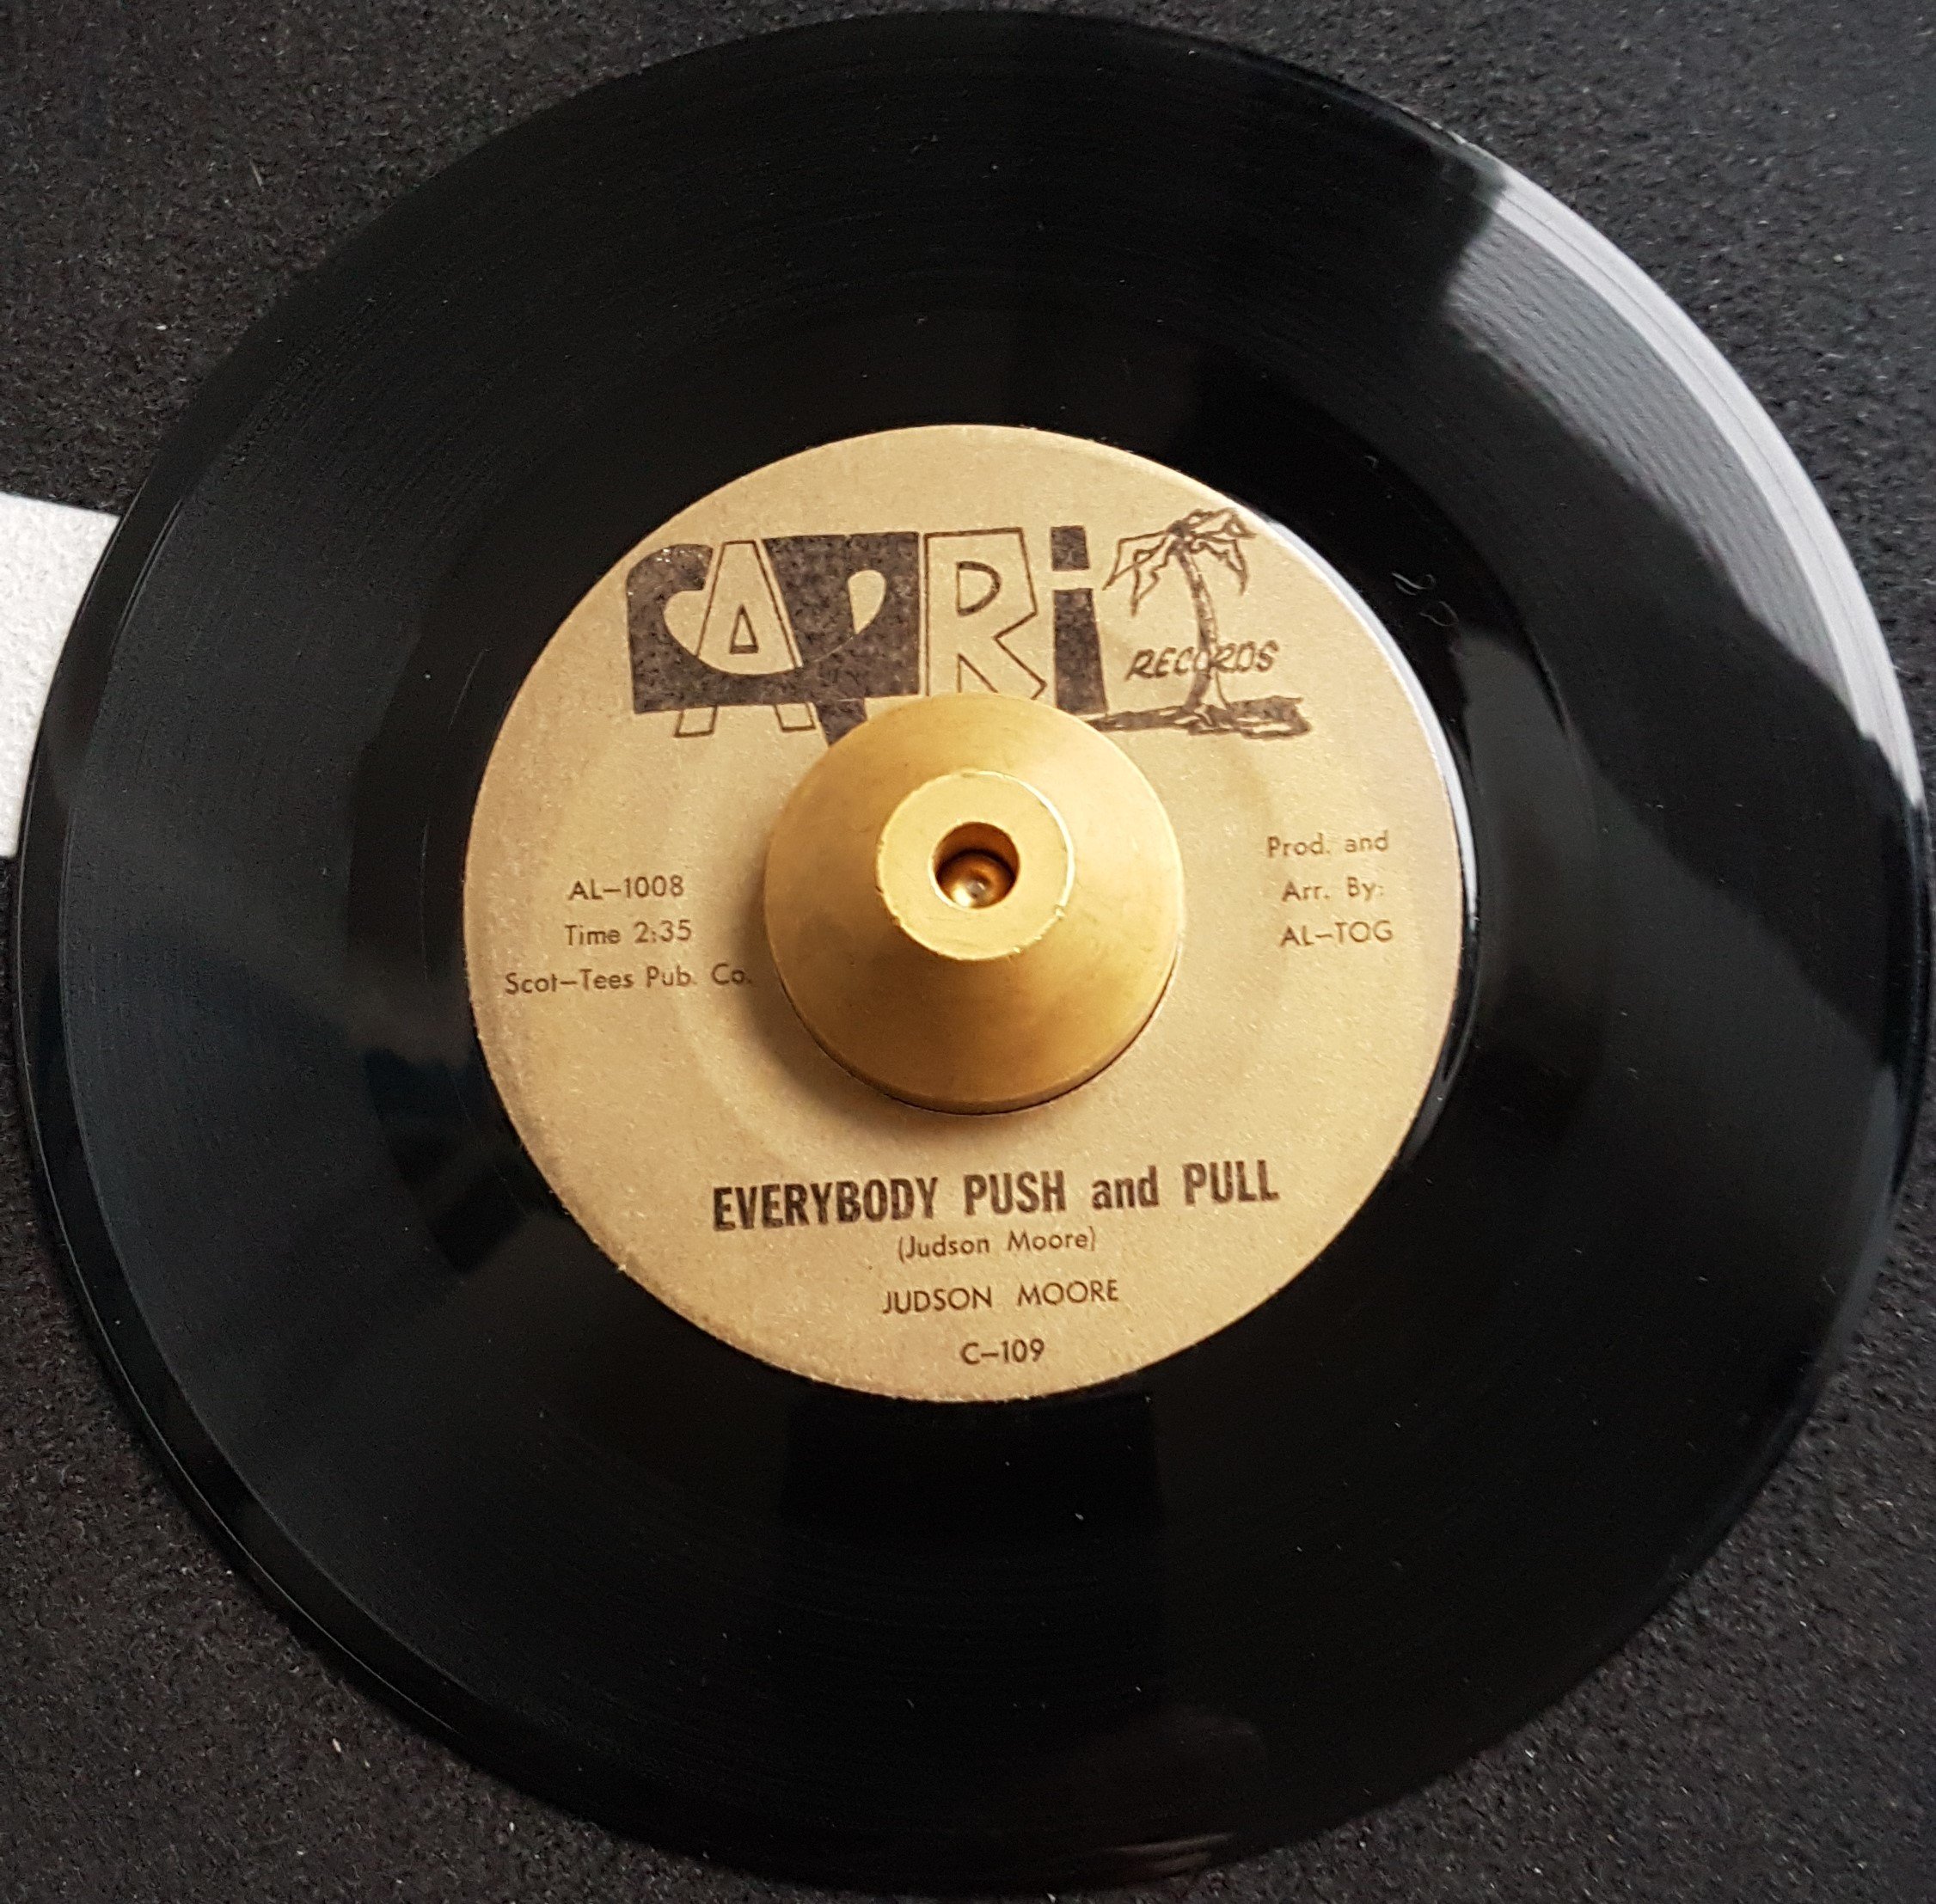 CAPRI
RECORDS
AL-1008
Time 2:35
Scot-Tees Pub. Co.
Prod. and
Arr. By:
AL-TOG
EVERYBODY PUSH and PULL
(Judson Moore)
JUDSON MOORE
C-109